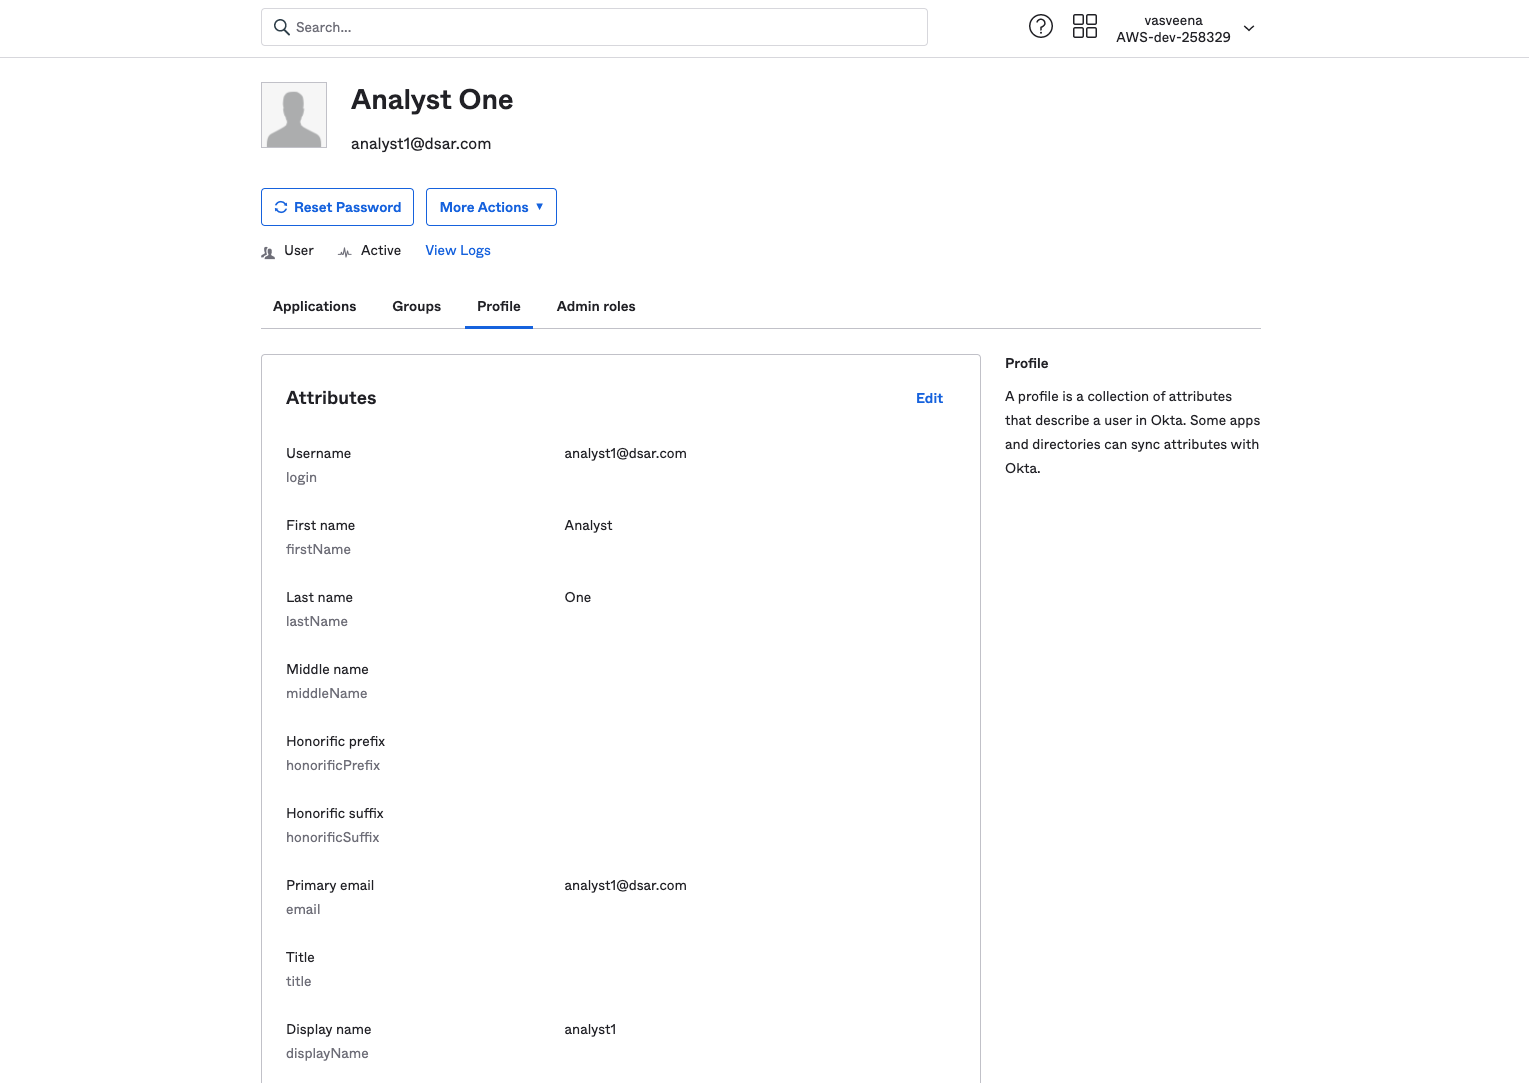 Search...
vasveena
AWS-dev-258329
Analyst One
analyst1@dsar.com
Reset Password
More Actions
User
Active
View Logs
Applications
Groups
Profile
Admin roles
Attributes
Edit
Username
analyst1@dsar.com
login
First name
Analyst
firstName
Last name
One
lastName
Middle name
middleName
Honorific prefix
honorificPrefix
Honorific suffix
honorificSuffix
Primary email
analyst1@dsar.com
email
Title
title
Display name
analyst1
displayName
Profile
A profile is a collection of attributes
that describe a user in Okta. Some apps
and directories can sync attributes with
Okta.